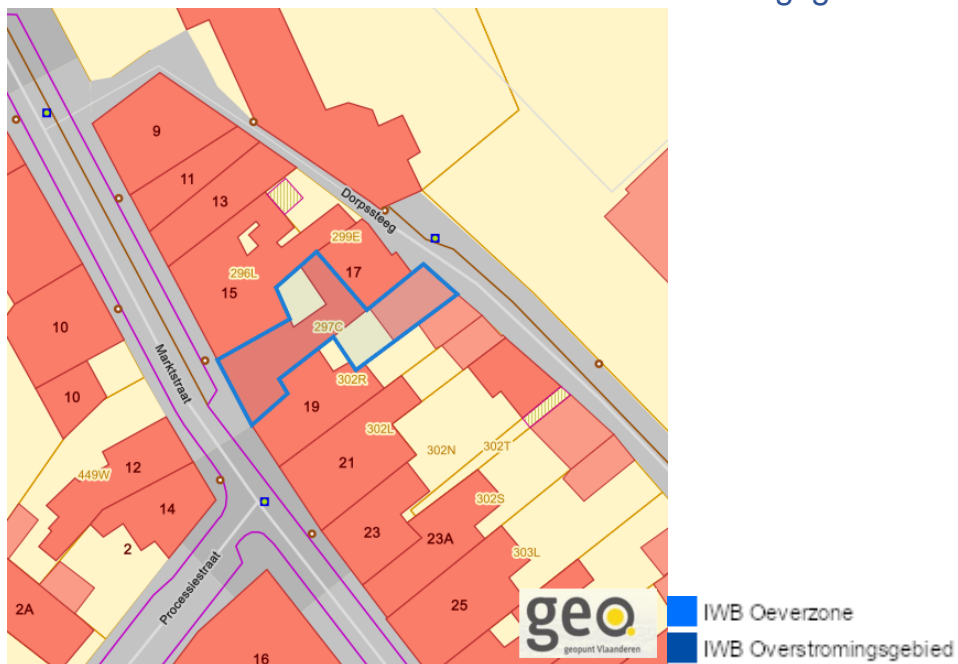 9
11
13
Dorpssteeg
299E
296L
17
15
297C
10
Marktstraat
302R
10
19
302L
302N
302T
449W
12
21
302S
14
23
23A
2
303L
Processiestraat
2A
25
16
geo
geopunt Vlaanderen
IWB Oeverzone
IWB Overstromingsgebied